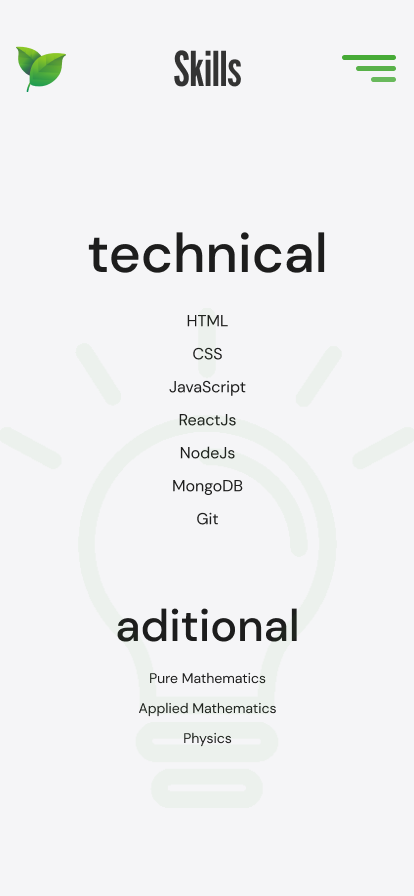 Skills
technical
HTML
CSS
JavaScript
ReactJs
NodeJs
MongoDB
Git
aditional
Pure Mathematics
Applied Mathematics
Physics